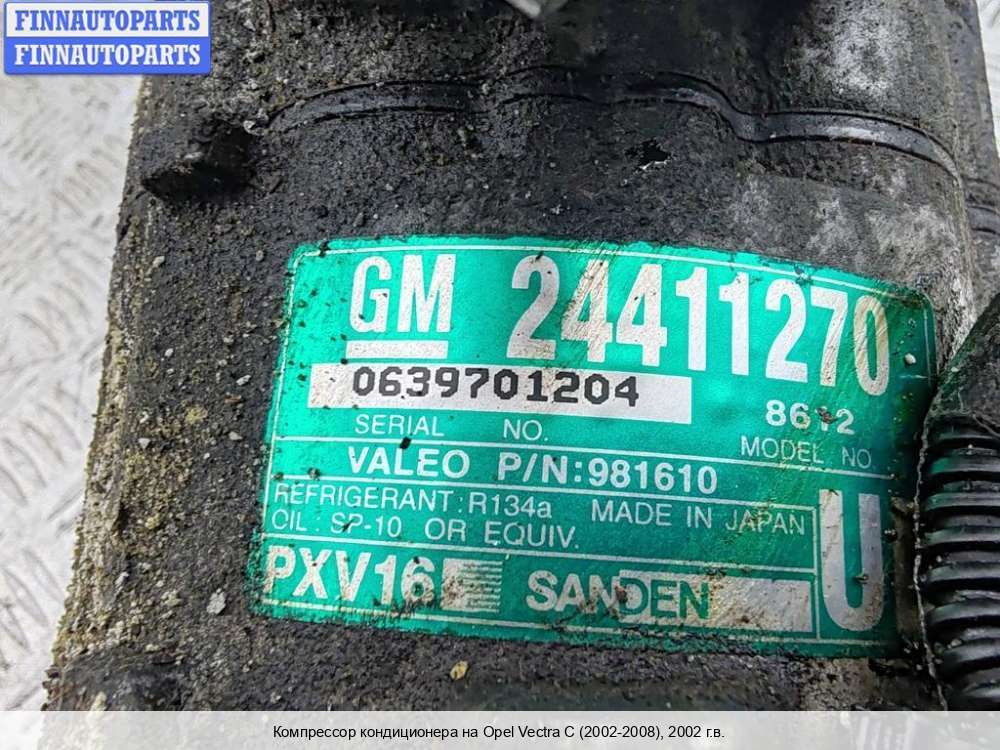 FINNAUTOPARTS
FINNAUTOPARTS
GM 24411270
0639701204 8612
SERIAL NO. MODEL NO
VALEO P/N:981610
REFRIGERANT:R134a MADE IN JAPAN
OIL: SP-10 OR EQUIV. U
PXV16 SANDEN
Компрессор кондиционера на Opel Vectra C (2002-2008), 2002 г.в.